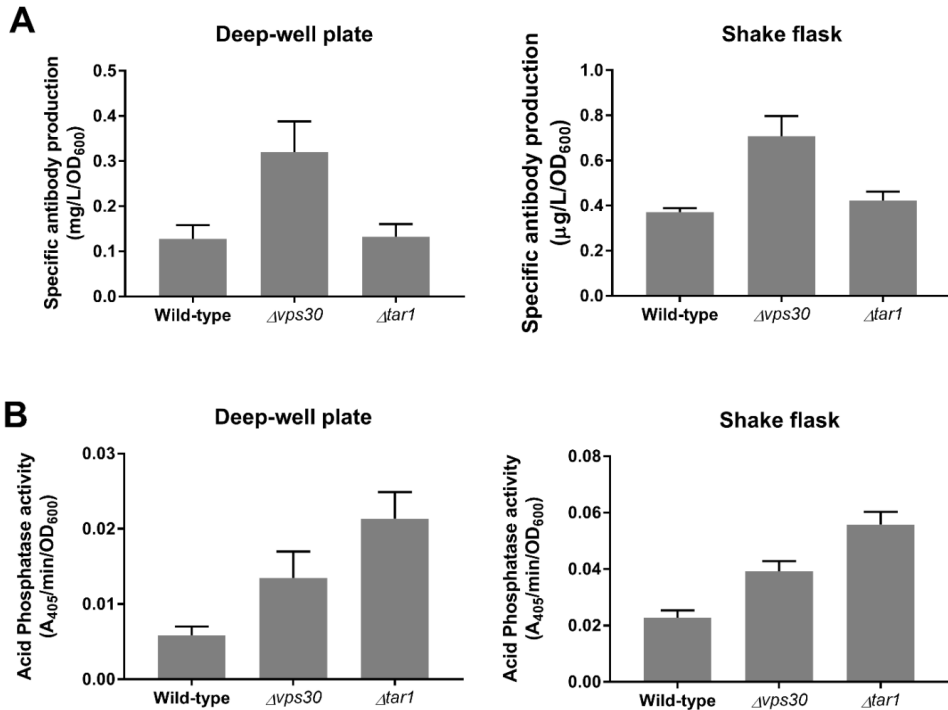 A
Deep-well plate
Specific antibody production
(mg/L/OD600)
0.5
0.4
0.3
0.2
0.1
0.0
Wild-type Δvps30 Δtar1
Shake flask
Specific antibody production
(μg/L/OD600)
1.0
0.8
0.6
0.4
0.2
0.0
Wild-type Δvps30 Δtar1
B
Deep-well plate
Acid Phosphatase activity
(A405/min/OD600)
0.03
0.02
0.01
0.00
Wild-type Δvps30 Δtar1
Shake flask
Acid Phosphatase activity
(A405/min/OD600)
0.08
0.06
0.04
0.02
0.00
Wild-type Δvps30 Δtar1